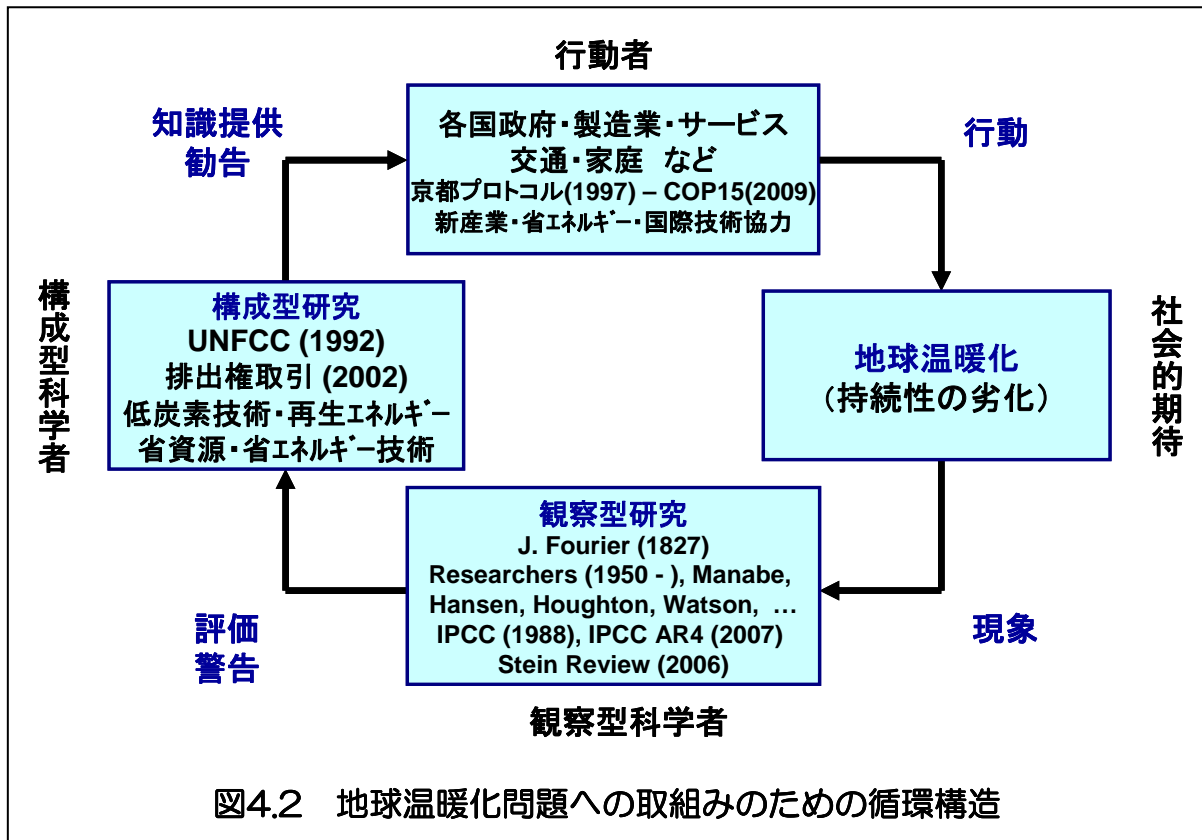 行動者
知識提供
勧告
各国政府・製造業・サービス
交通・家庭 など
京都プロトコル(1997) – COP15(2009)
新産業・省エネルギー・国際技術協力
行動
構成型科学者
構成型研究
UNFCC (1992)
排出権取引 (2002)
低炭素技術・再生エネルギー
省資源・省エネルギー技術
地球温暖化
(持続性の劣化)
社会的期待
観察型研究
J. Fourier (1827)
Researchers (1950 - ), Manabe,
Hansen, Houghton, Watson, …
IPCC (1988), IPCC AR4 (2007)
Stein Review (2006)
評価
警告
現象
観察型科学者
図4.2 地球温暖化問題への取組みのための循環構造